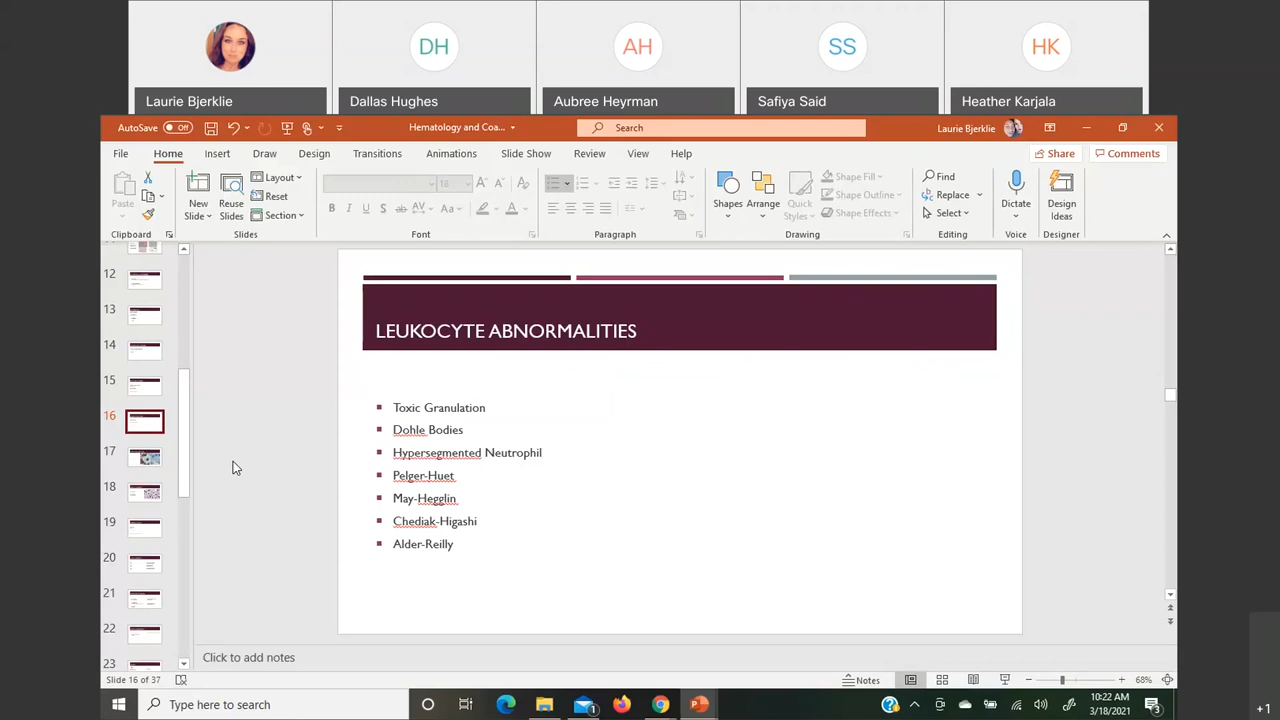 DH
AH
SS
HK
Laurie Bjerklie
Dallas Hughes
Aubree Heyrman
Safiya Said
Heather Karjala
AutoSave
Off
Hematology and Coa...
Search
Laurie Bjerklie
File
Home
Insert
Draw
Design
Transitions
Animations
Slide Show
Review
View
Help
Share
Comments
Paste
New
Slides
Reuse
Slides
Layout
Reset
Section
18
Shapes
Arrange
Quick
Styles
Shape Fill
Shape Outline
Shape Effects
Find
Replace
Select
Dictate
Design
Ideas
Clipboard
Slides
Font
Paragraph
Drawing
Editing
Voice
Designer
12
13
14
15
16
17
18
19
20
21
22
23
LEUKOCYTE ABNORMALITIES
Toxic Granulation
Dohle Bodies
Hypersegmented Neutrophil
Pelger-Huet
May-Hegglin
Chediak-Higashi
Alder-Reilly
Click to add notes
Slide 16 of 37
Notes
68%
Type here to search
10:22 AM
3/18/2021
+1